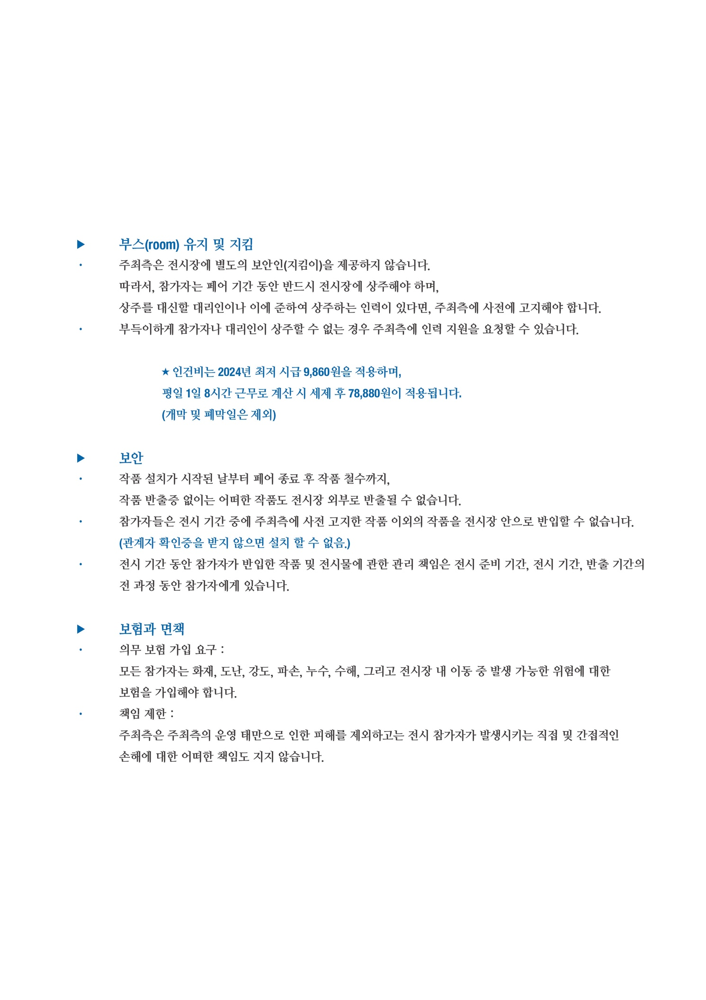 ▶ 부스(room) 유지 및 지킴
· 주최측은 전시장에 별도의 보안인(지킴이)을 제공하지 않습니다.
따라서, 참가자는 페어 기간 동안 반드시 전시장에 상주해야 하며,
상주를 대신할 대리인이나 이에 준하여 상주하는 인력이 있다면, 주최측에 사전에 고지해야 합니다.
· 부득이하게 참가자나 대리인이 상주할 수 없는 경우 주최측에 인력 지원을 요청할 수 있습니다.
★ 인건비는 2024년 최저 시급 9,860원을 적용하며,
평일 1일 8시간 근무로 계산 시 세제 후 78,880원이 적용됩니다.
(개막 및 폐막일은 제외)
▶ 보안
· 작품 설치가 시작된 날부터 페어 종료 후 작품 철수까지,
작품 반출증 없이는 어떠한 작품도 전시장 외부로 반출될 수 없습니다.
· 참가자들은 전시 기간 중에 주최측에 사전 고지한 작품 이외의 작품을 전시장 안으로 반입할 수 없습니다.
(관계자 확인증을 받지 않으면 설치 할 수 없음.)
· 전시 기간 동안 참가자가 반입한 작품 및 전시물에 관한 관리 책임은 전시 준비 기간, 전시 기간, 반출 기간의
전 과정 동안 참가자에게 있습니다.
▶ 보험과 면책
· 의무 보험 가입 요구 :
모든 참가자는 화재, 도난, 강도, 파손, 누수, 수해, 그리고 전시장 내 이동 중 발생 가능한 위험에 대한
보험을 가입해야 합니다.
· 책임 제한 :
주최측은 주최측의 운영 태만으로 인한 피해를 제외하고는 전시 참가자가 발생시키는 직접 및 간접적인
손해에 대한 어떠한 책임도 지지 않습니다.